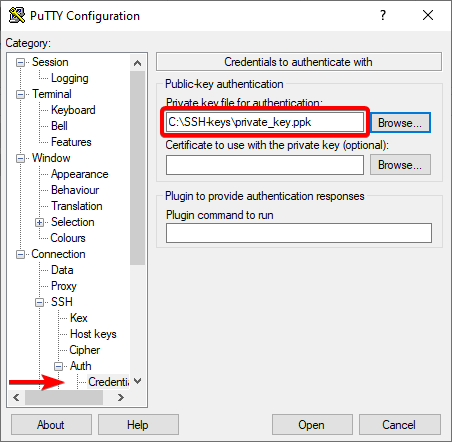 PuTTY Configuration
Category:
Session
Logging
Terminal
Keyboard
Bell
Features
Window
Appearance
Behaviour
Translation
Selection
Colours
Connection
Data
Proxy
SSH
Kex
Host keys
Cipher
Auth
Credentia
Credentials to authenticate with
Public-key authentication
Private key file for authentication:
C:\SSH-keys\private_key.ppk
Browse...
Certificate to use with the private key (optional):
Browse...
Plugin to provide authentication responses
Plugin command to run
About
Help
Open
Cancel